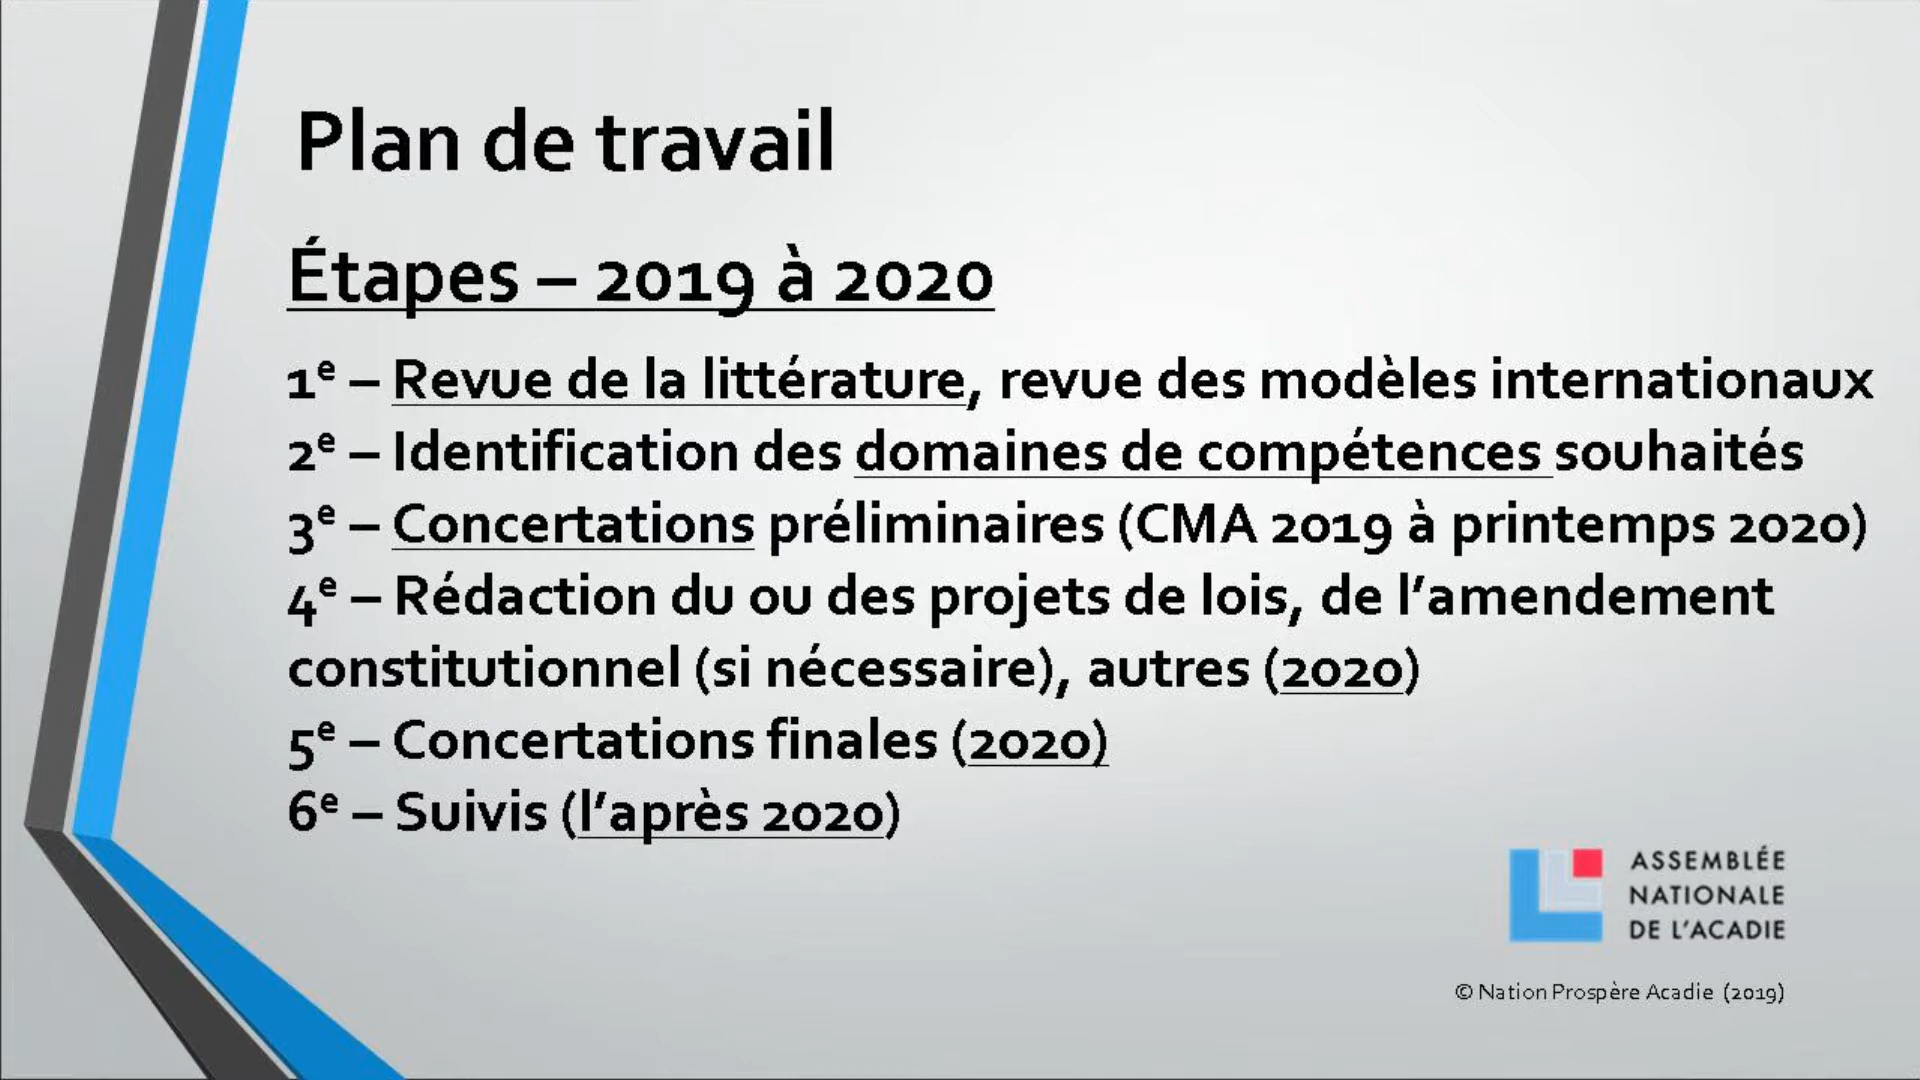 Plan de travail
Étapes – 2019 à 2020
1e – Revue de la littérature, revue des modèles internationaux
2e – Identification des domaines de compétences souhaités
3e – Concertations préliminaires (CMA 2019 à printemps 2020)
4e – Rédaction du ou des projets de lois, de l’amendement
constitutionnel (si nécessaire), autres (2020)
5e – Concertations finales (2020)
6e – Suivis (l’après 2020)
ASSEMBLÉE
NATIONALE
DE L’ACADIE
© Nation Prospère Acadie (2019)